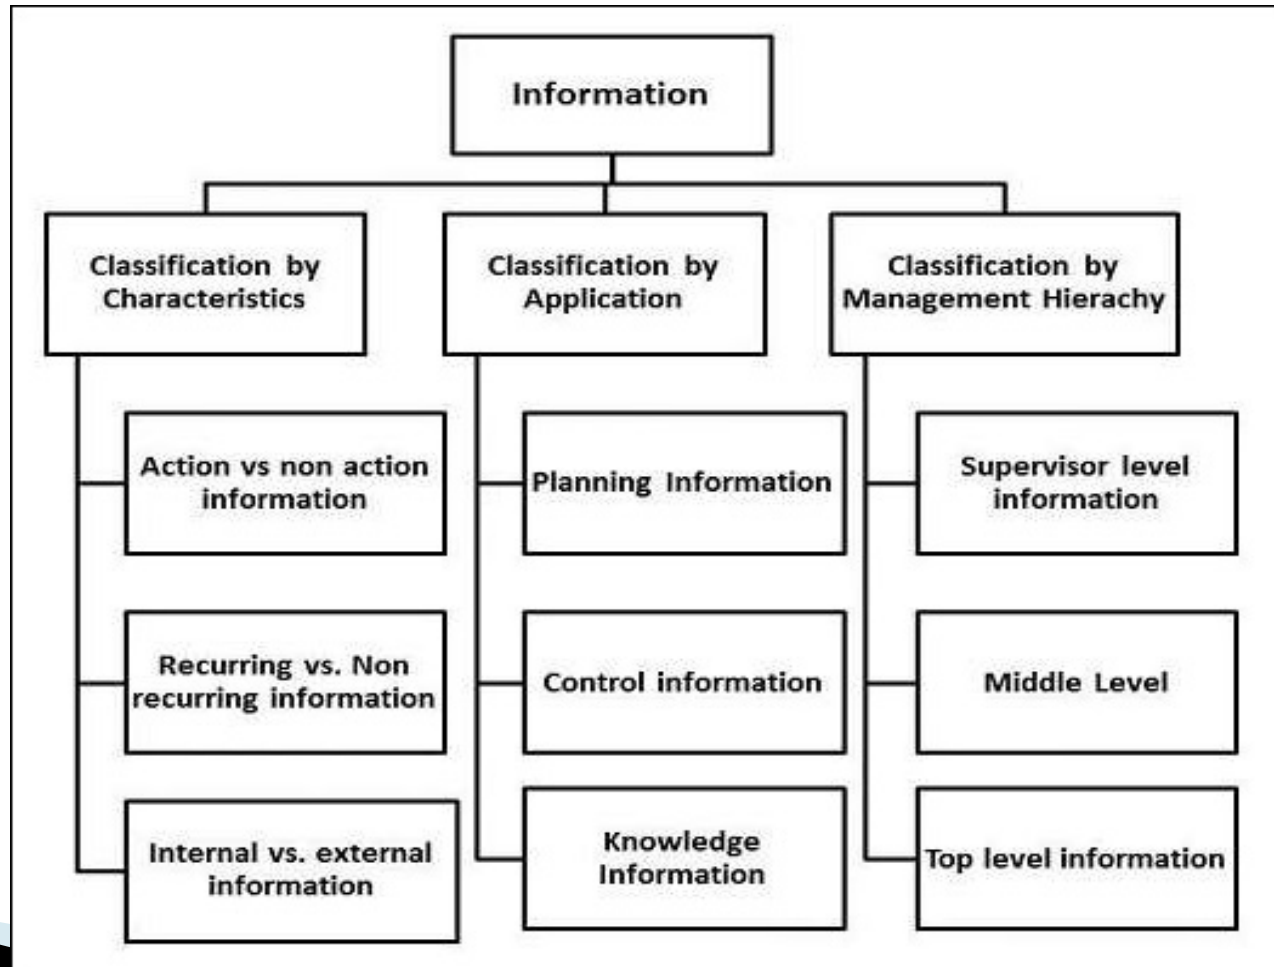 Information
Classification by
Characteristics
Classification by
Application
Classification by
Management Hierachy
Action vs non action
information
Planning Information
Supervisor level
information
Recurring vs. Non
recurring information
Control information
Middle Level
Internal vs. external
information
Knowledge
Information
Top level information